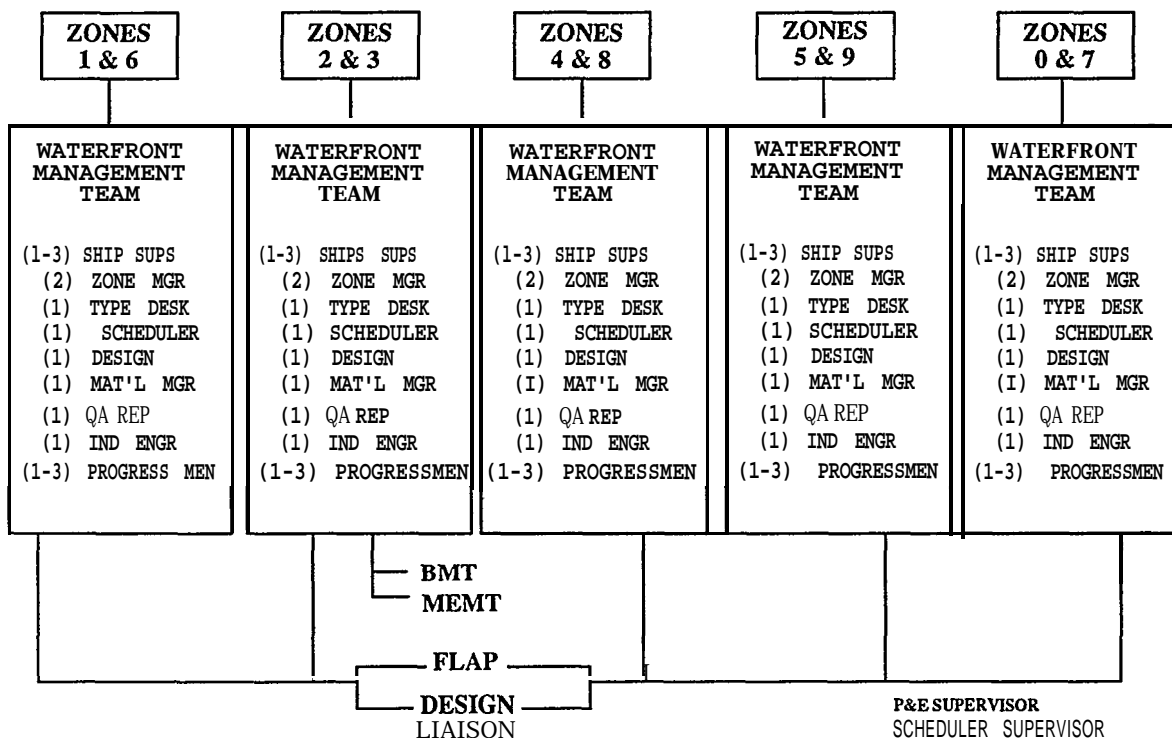 ZONES
1 & 6
ZONES
2 & 3
ZONES
4 & 8
ZONES
5 & 9
ZONES
0 & 7
WATERFRONT
MANAGEMENT
TEAM
(1-3) SHIP SUPS
(2) ZONE MGR
(1) TYPE DESK
(1) SCHEDULER
(1) DESIGN
(1) MAT'L MGR
(1) QA REP
(1) IND ENGR
(1-3) PROGRESS MEN
WATERFRONT
MANAGEMENT
TEAM
(1-3) SHIPS SUPS
(2) ZONE MGR
(1) TYPE DESK
(1) SCHEDULER
(1) DESIGN
(1) MAT'L MGR
(1) QA REP
(1) IND ENGR
(1-3) PROGRESSMEN
WATERFRONT
MANAGEMENT
TEAM
(1-3) SHIP SUPS
(2) ZONE MGR
(1) TYPE DESK
(1) SCHEDULER
(1) DESIGN
(I) MAT'L MGR
(1) QA REP
(1) IND ENGR
(1-3) PROGRESSMEN
WATERFRONT
MANAGEMENT
TEAM
(1-3) SHIP SUPS
(2) ZONE MGR
(1) TYPE DESK
(1) SCHEDULER
(1) DESIGN
(1) MAT'L MGR
(1) QA REP
(1) IND ENGR
(1-3) PROGRESSMEN
WATERFRONT
MANAGEMENT
TEAM
(1-3) SHIP SUPS
(2) ZONE MGR
(1) TYPE DESK
(1) SCHEDULER
(1) DESIGN
(I) MAT'L MGR
(1) QA REP
(1) IND ENGR
(1-3) PROGRESSMEN
BMT
MEMT
FLAP
DESIGN
LIAISON
P&E SUPERVISOR
SCHEDULER SUPERVISOR